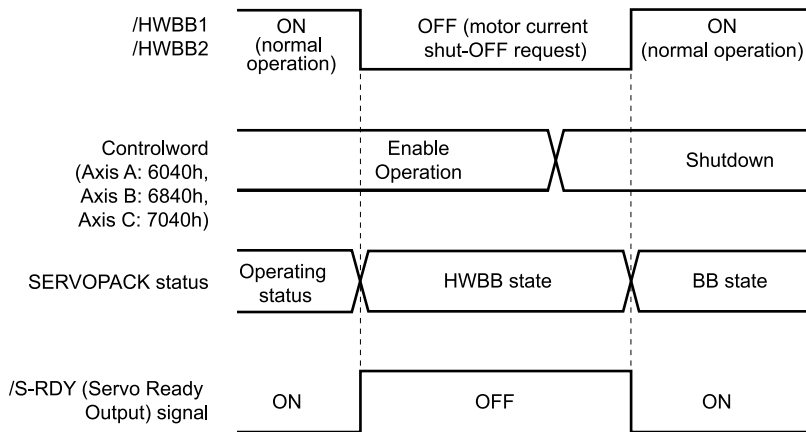 /HWBB1
/HWBB2
ON
(normal
operation)
OFF (motor current
shut-OFF request)
ON
(normal operation)
Controlword
(Axis A: 6040h,
Axis B: 6840h,
Axis C: 7040h)
Enable
Operation
Shutdown
SERVOPACK status
Operating
status
HWBB state
BB state
/S-RDY (Servo Ready
Output) signal
ON
OFF
ON